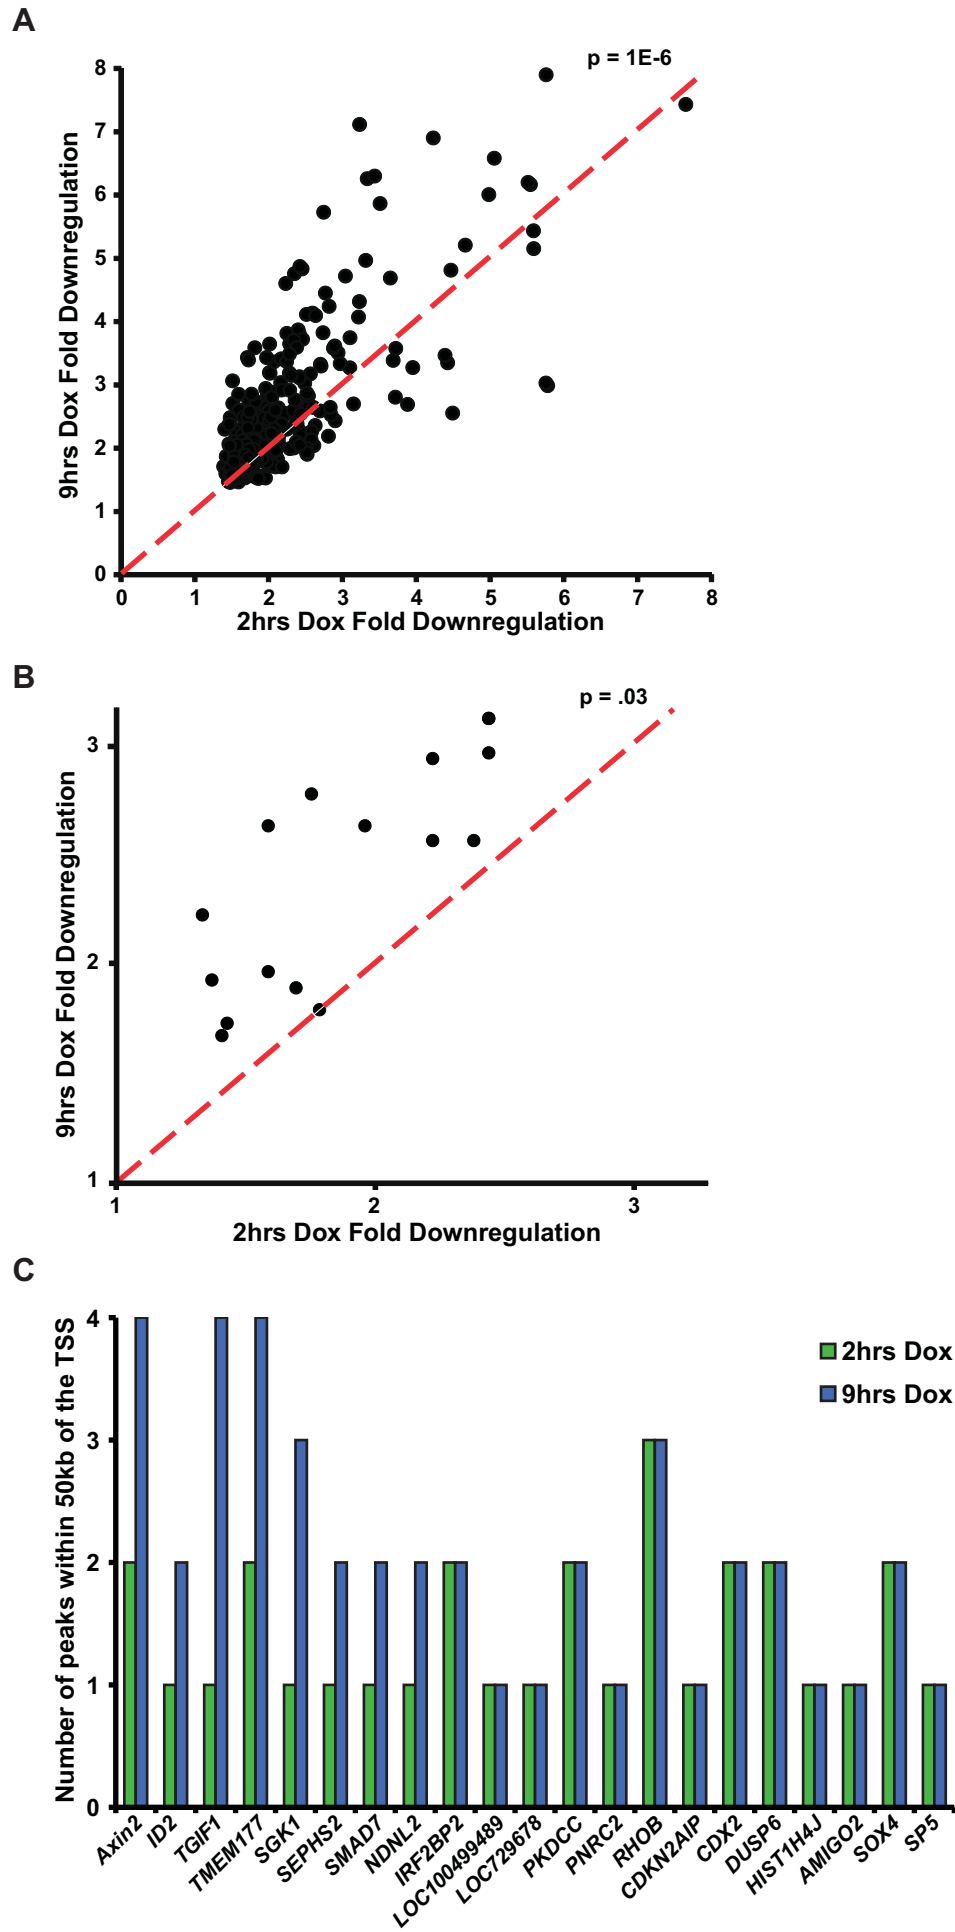 A
p = 1E-6
8
7
6
5
4
3
2
1
0
9hrs Dox Fold Downregulation
0 1 2 3 4 5 6 7 8
2hrs Dox Fold Downregulation
B
p = .03
3
2
1
9hrs Dox Fold Downregulation
1 2 3
2hrs Dox Fold Downregulation
C
4
3
2
1
0
Number of peaks within 50kb of the TSS
2hrs Dox
9hrs Dox
Axin2
ID2
TGIF1
TMEM177
SGK1
SEPHS2
SMAD7
NDNL2
IRF2BP2
LOC100499489
LOC729678
PKDCC
PNRC2
RHOB
CDKN2AIP
CDX2
DUSP6
HIST1H4J
AMIGO2
SOX4
SP5